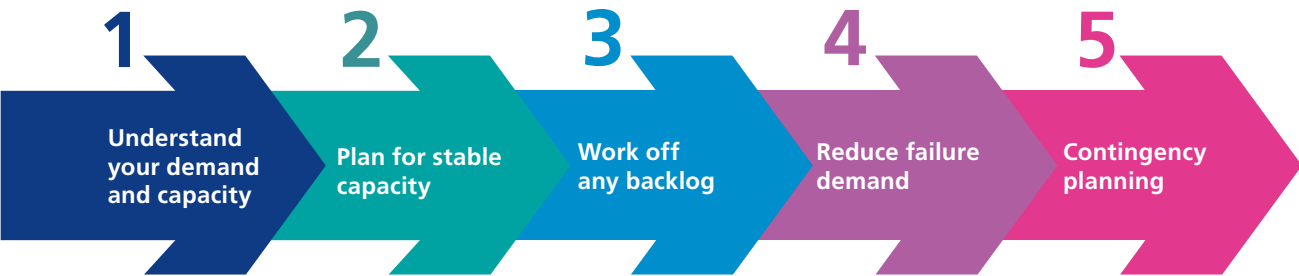 1
Understand
your demand
and capacity
2
Plan for stable
capacity
3
Work off
any backlog
4
Reduce failure
demand
5
Contingency
planning